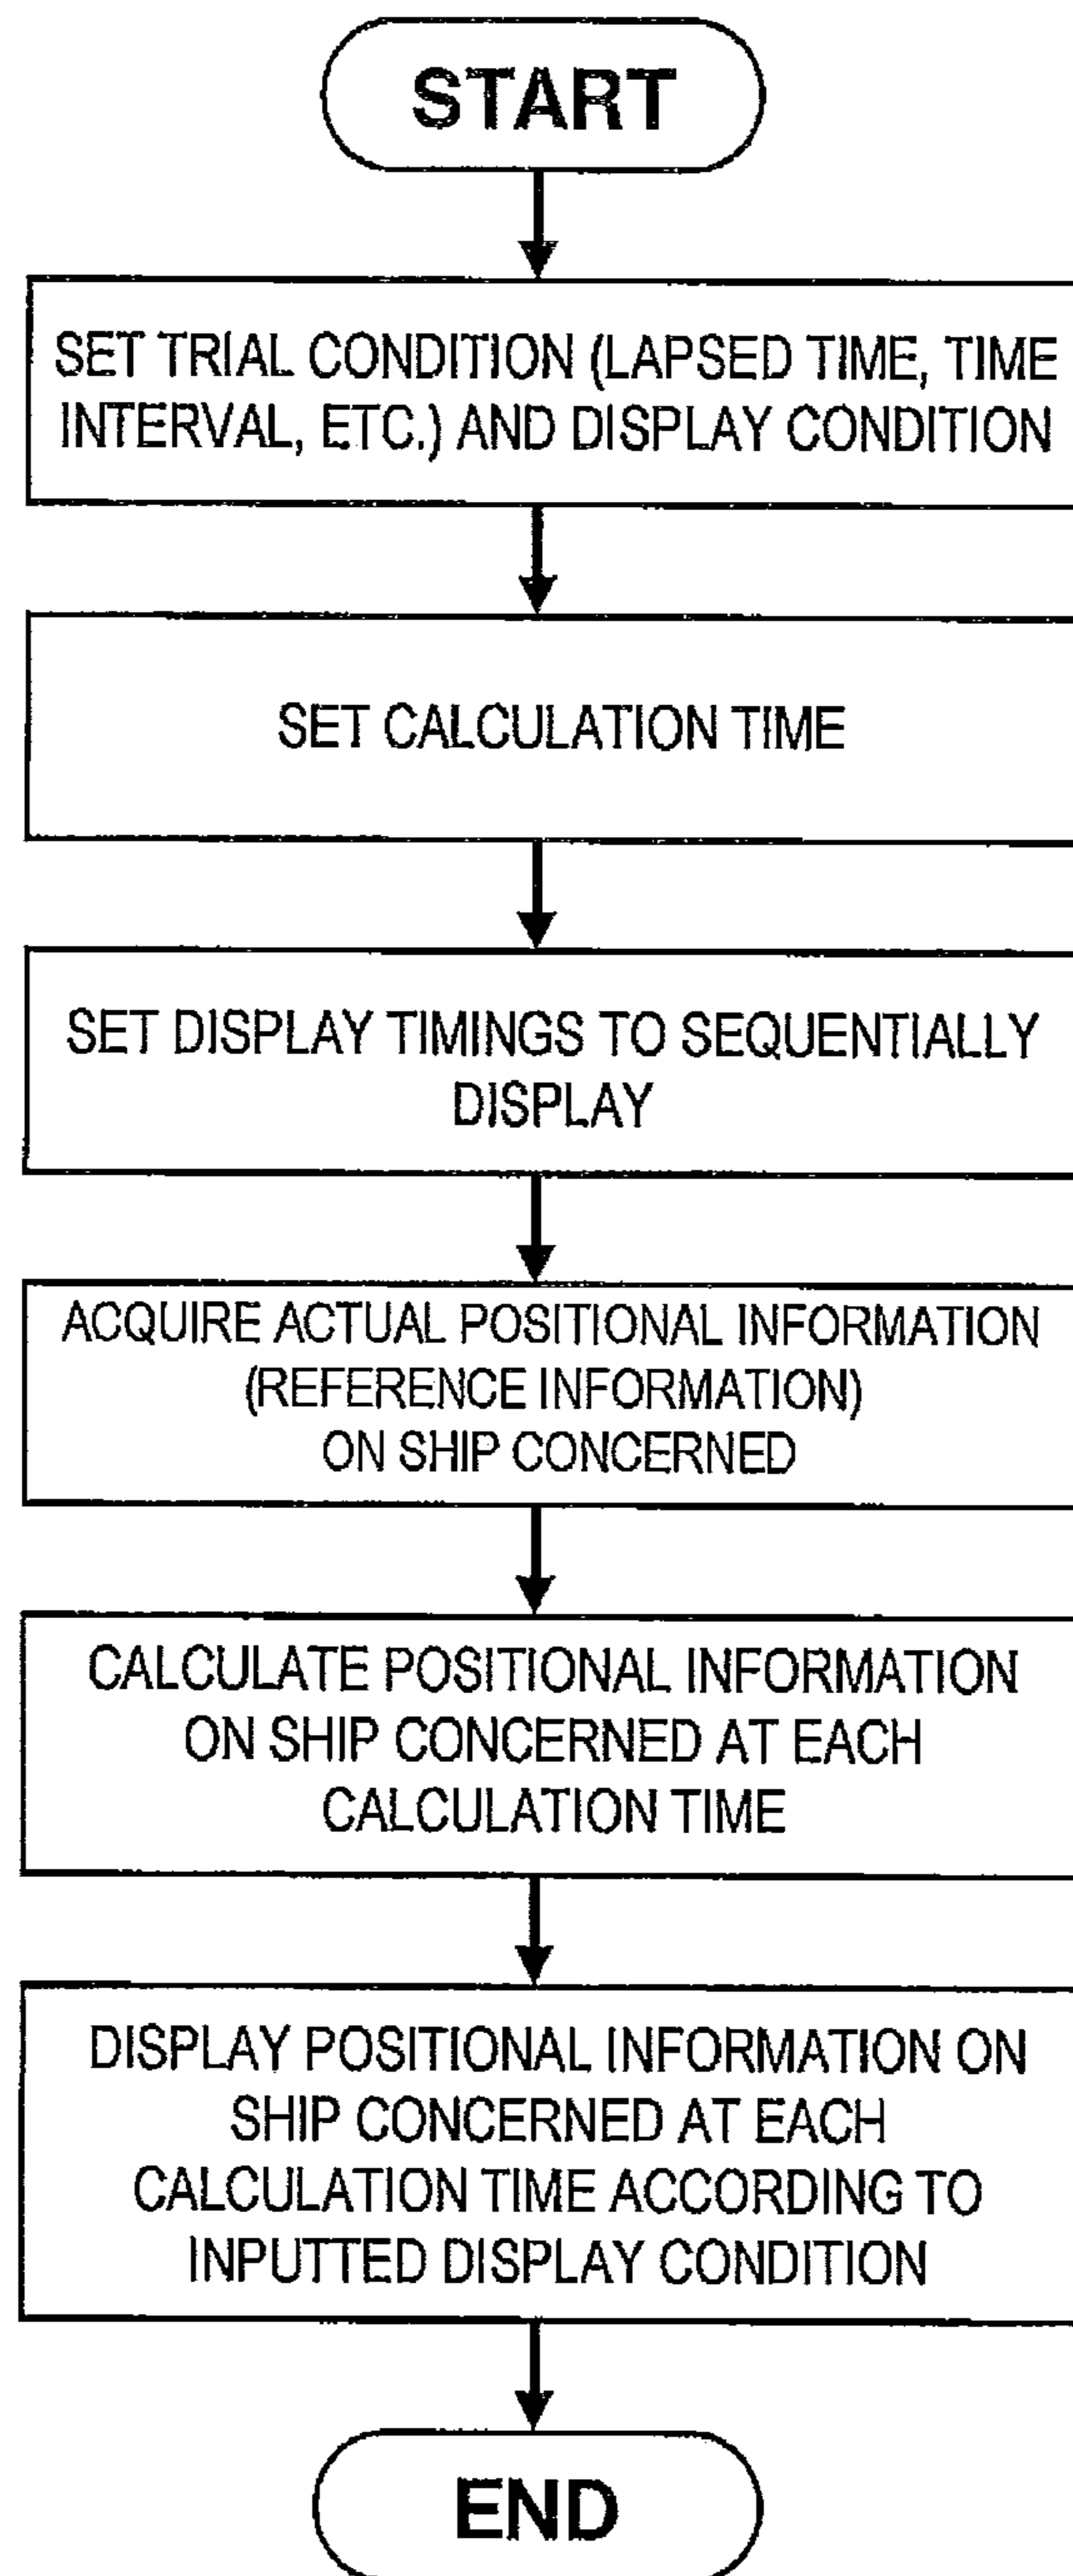 START
SET TRIAL CONDITION (LAPSED TIME, TIME
INTERVAL, ETC.) AND DISPLAY CONDITION
SET CALCULATION TIME
SET DISPLAY TIMINGS TO SEQUENTIALLY
DISPLAY
ACQUIRE ACTUAL POSITIONAL INFORMATION
(REFERENCE INFORMATION)
ON SHIP CONCERNED
CALCULATE POSITIONAL INFORMATION
ON SHIP CONCERNED AT EACH
CALCULATION TIME
DISPLAY POSITIONAL INFORMATION ON
SHIP CONCERNED AT EACH
CALCULATION TIME ACCORDING TO
INPUTTED DISPLAY CONDITION
END